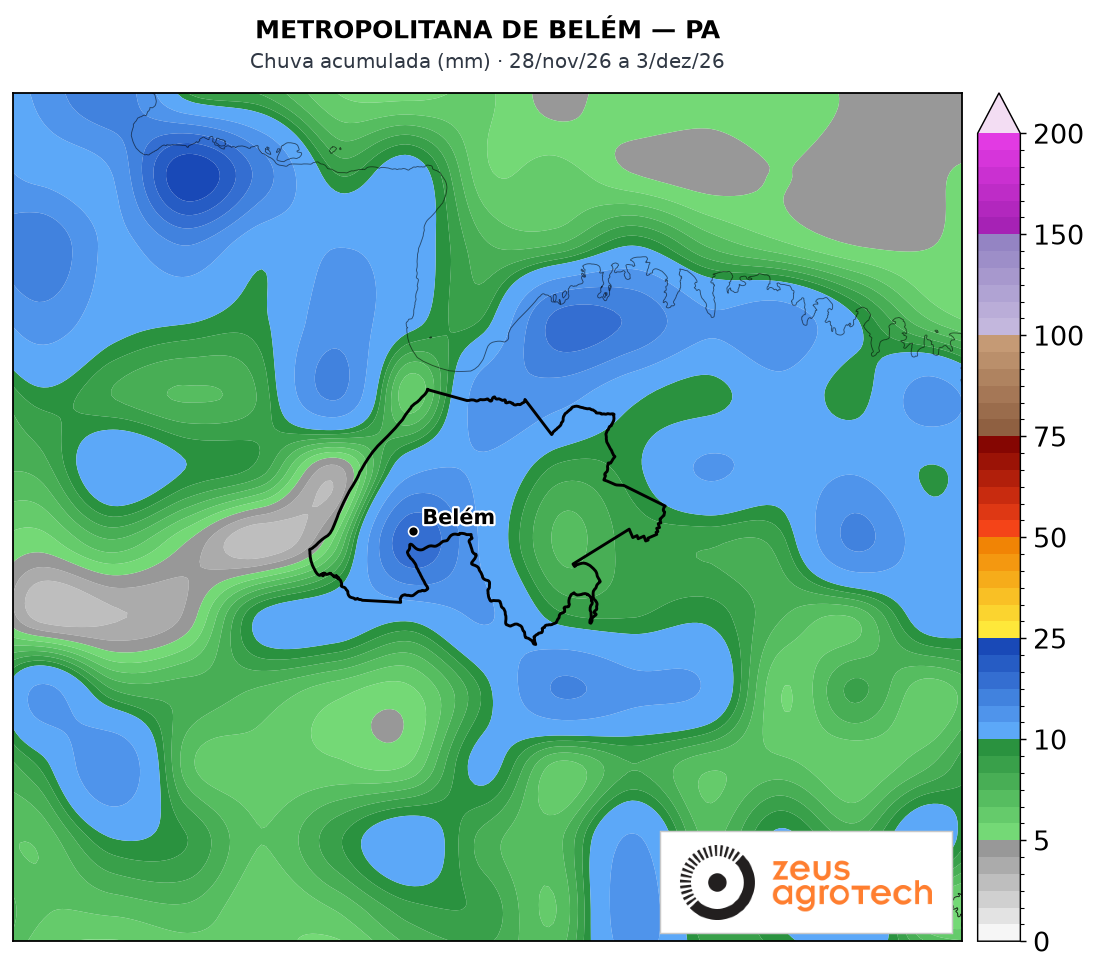 METROPOLITANA DE BELÉM — PA
Chuva acumulada (mm) · 28/nov/26 a 3/dez/26
200
150
100
75
50
25
10
5
0
Belém
zeus
agroTech